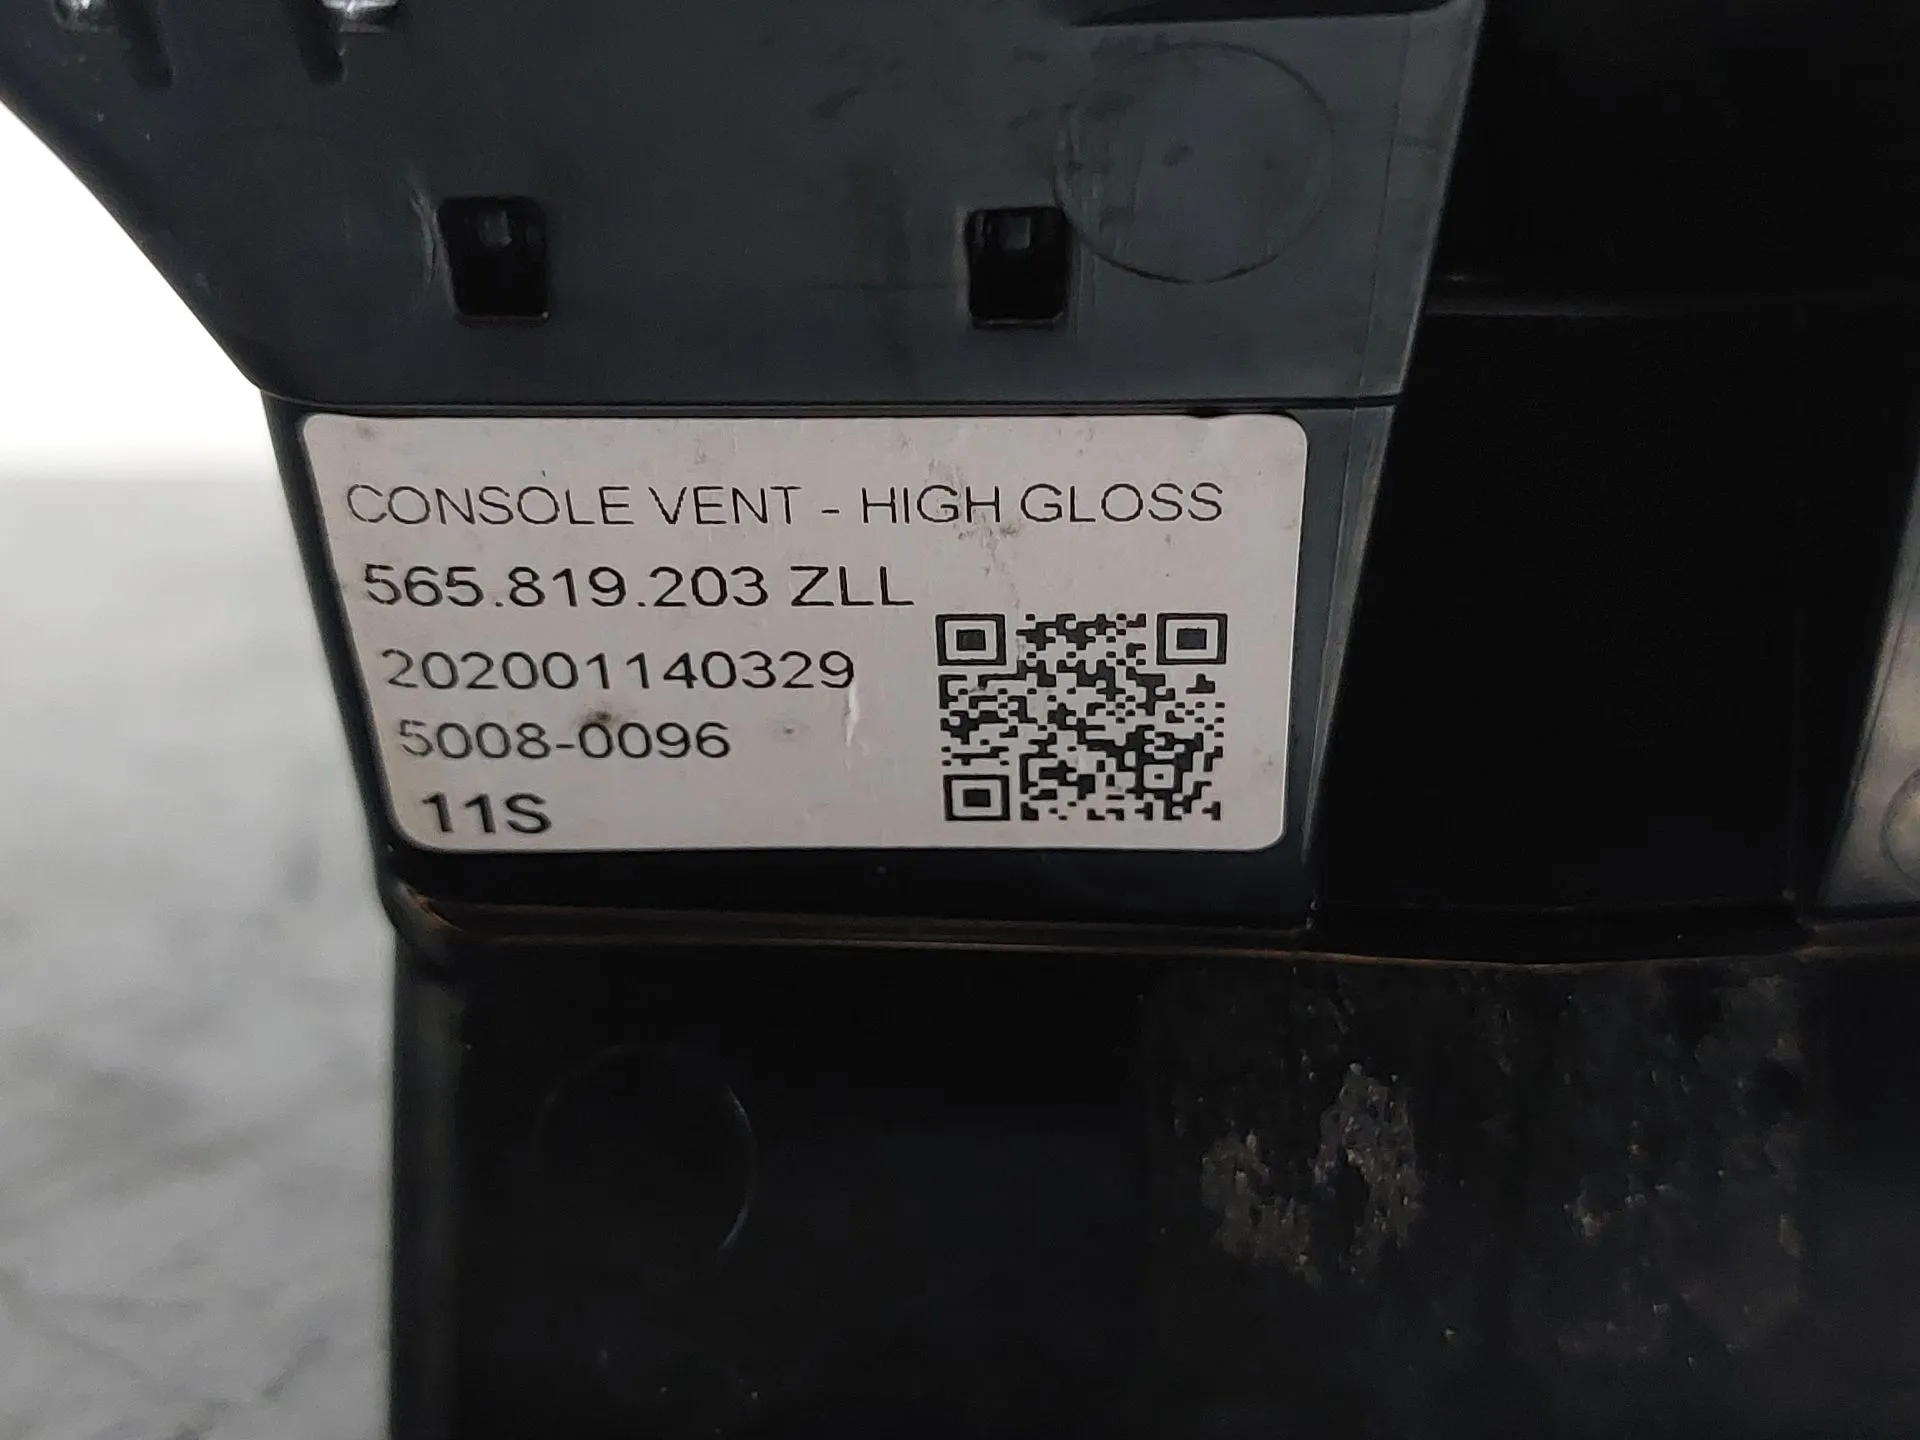 CONSOLE VENT - HIGH GLOSS
565.819.203 ZLL
202001140329
5008-0096
11S